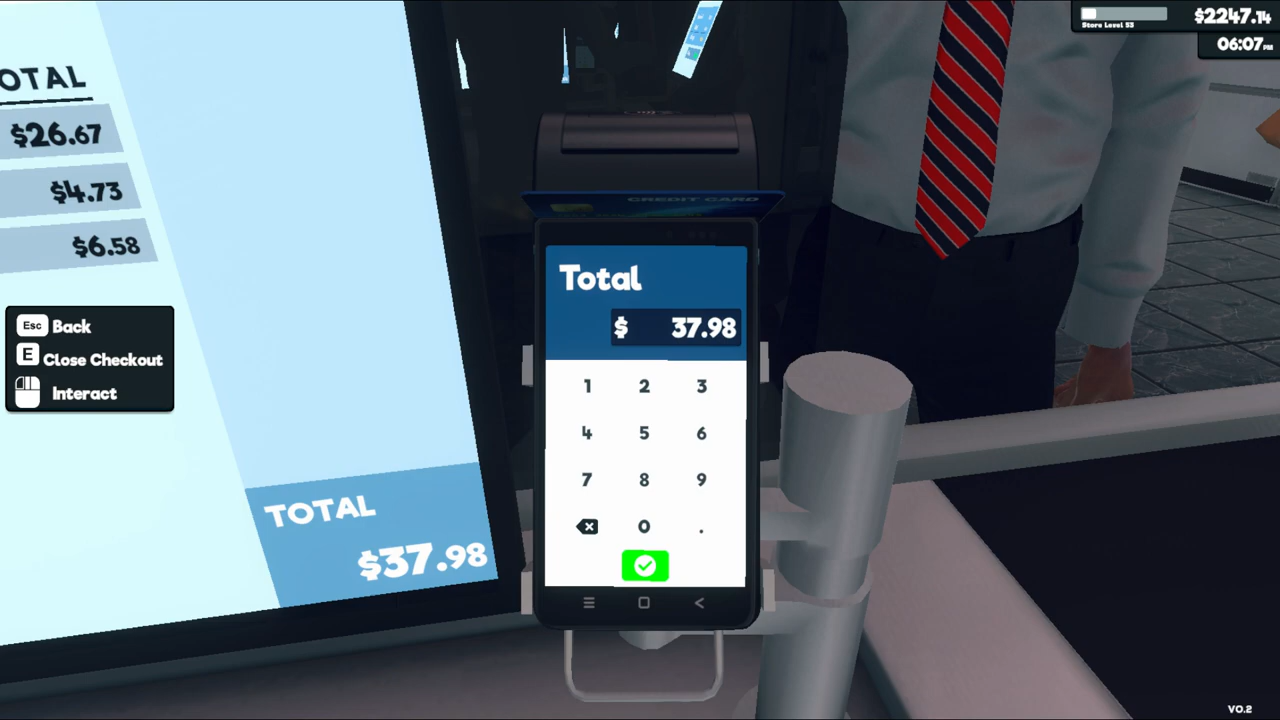 $2247.14
Store Level 53
06:07PM
OTAL
$26.67
$4.73
$6.58
Esc Back
E Close Checkout
Interact
TOTAL
$37.98
CREDIT CARD
Total
$ 37.98
1 2 3
4 5 6
7 8 9
0 .
V0.2